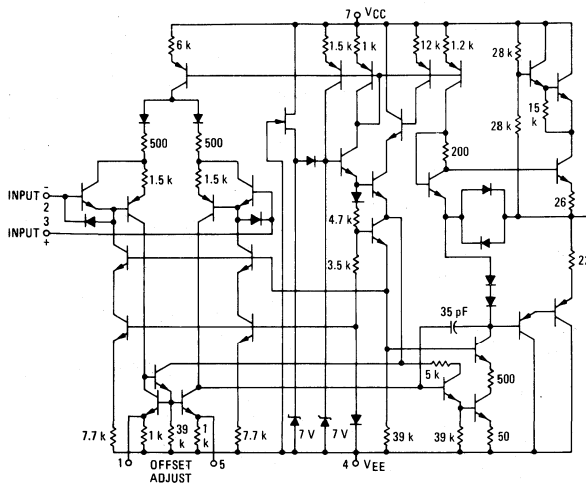 7 VCC
6 k
1.5 k
1 k
12 k
1.2 k
28 k
15 k
500
500
200
28 k
1.5 k
1.5 k
INPUT -
2
3
INPUT +
26
4.7 k
3.5 k
35 pF
5 k
500
7.7 k
1 k
39 k
1 k
7.7 k
7 V
7 V
39 k
39 k
50
1
OFFSET ADJUST
5
4 VEE